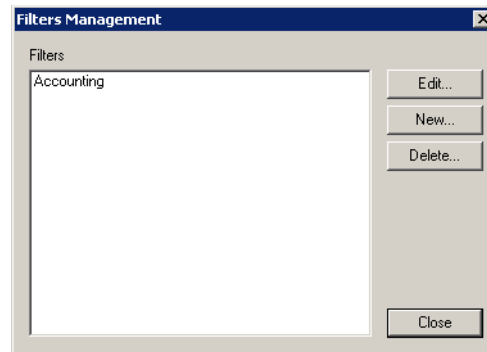 Filters Management
Filters
Accounting
Edit...
New...
Delete...
Close